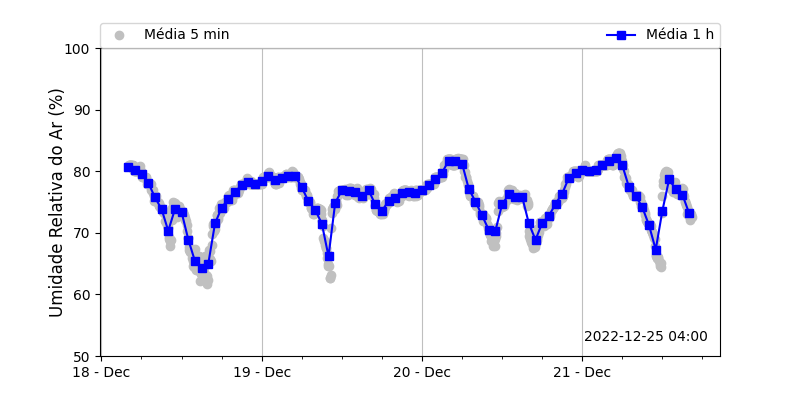 Média 5 min
Média 1 h
100
90
80
70
60
50
Umidade Relativa do Ar (%)
2022-12-25 04:00
18 - Dec
19 - Dec
20 - Dec
21 - Dec